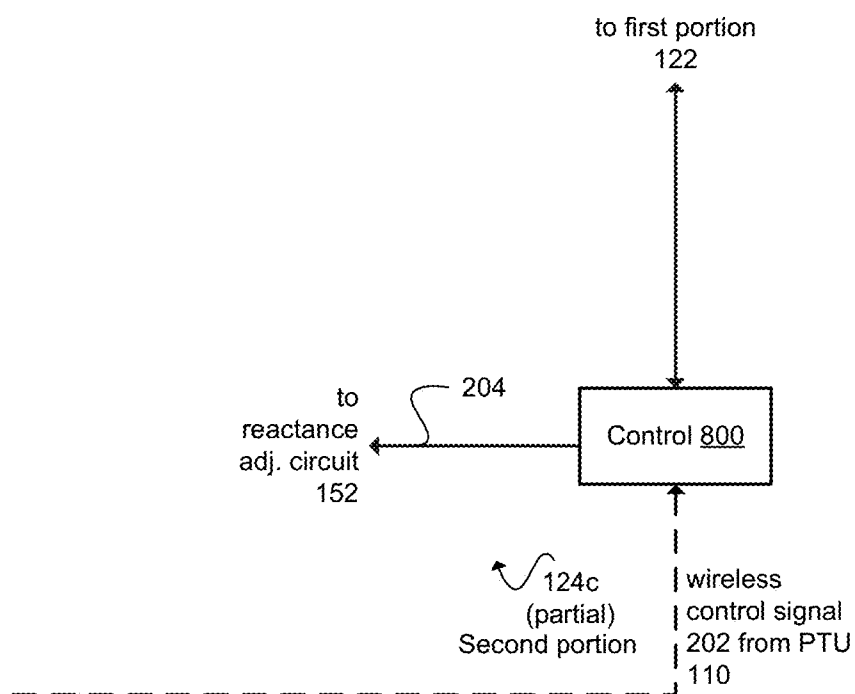 to first portion
122
to
reactance
adj. circuit
152
204
Control 800
124c
(partial)
Second portion
wireless
control signal
202 from PTU
110